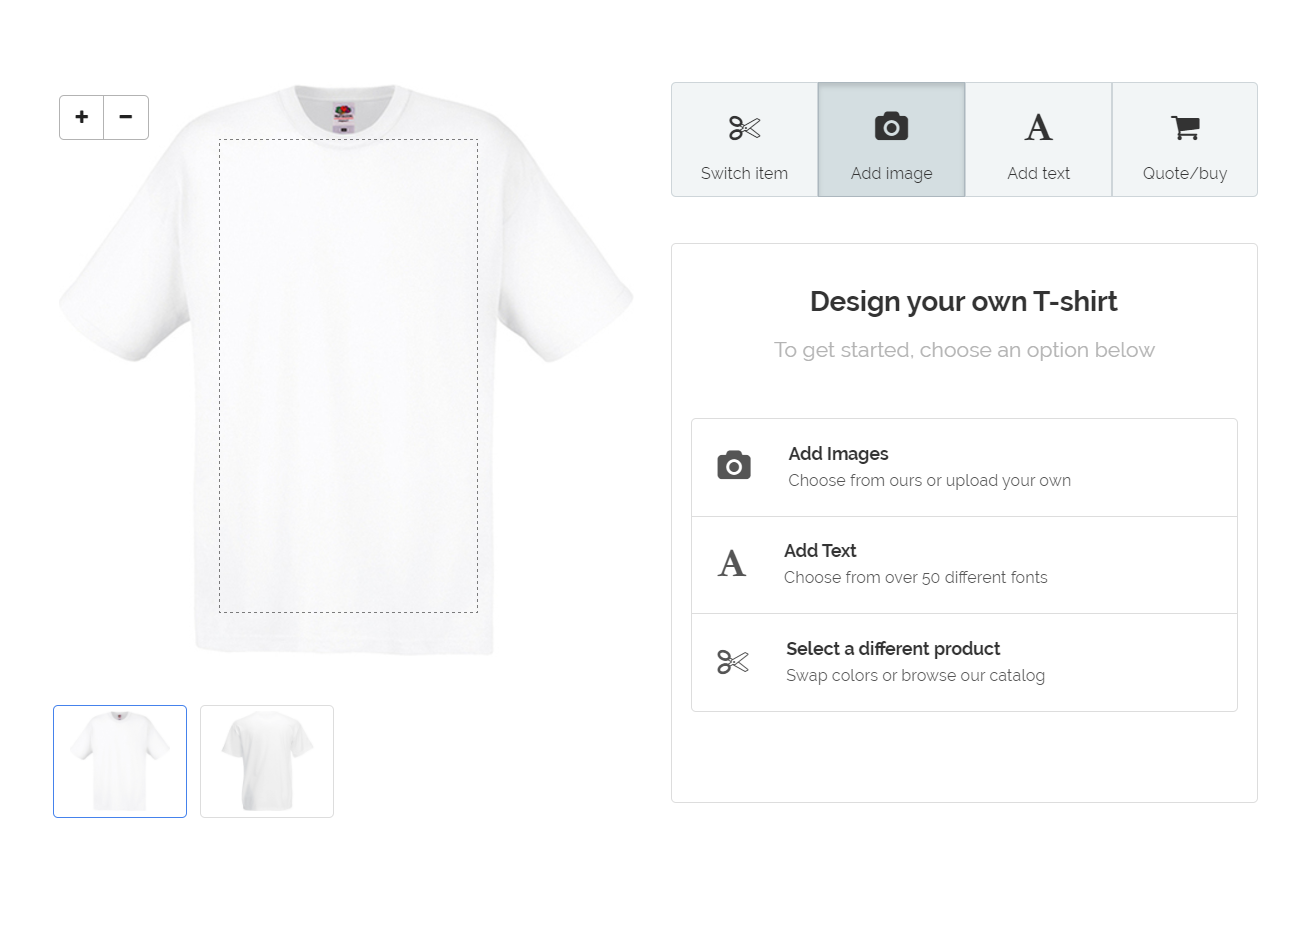 + −
Switch item
Add image
Add text
Quote/buy
Design your own T-shirt
To get started, choose an option below
Add Images
Choose from ours or upload your own
A
Add Text
Choose from over 50 different fonts
Select a different product
Swap colors or browse our catalog